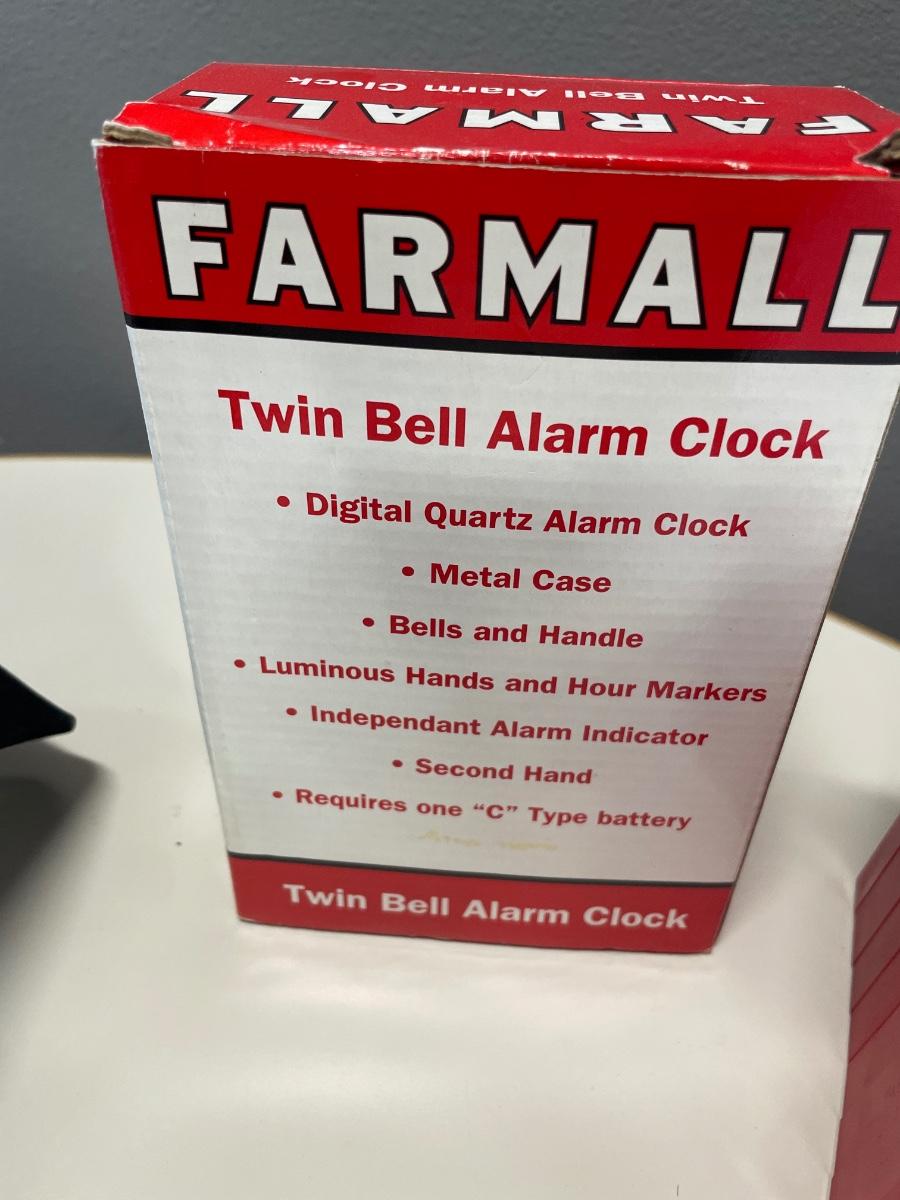 Twin Bell Alarm Clock
FARMALL
FARMALL
Twin Bell Alarm Clock
• Digital Quartz Alarm Clock
• Metal Case
• Bells and Handle
• Luminous Hands and Hour Markers
• Independant Alarm Indicator
• Second Hand
• Requires one “C” Type battery
Twin Bell Alarm Clock